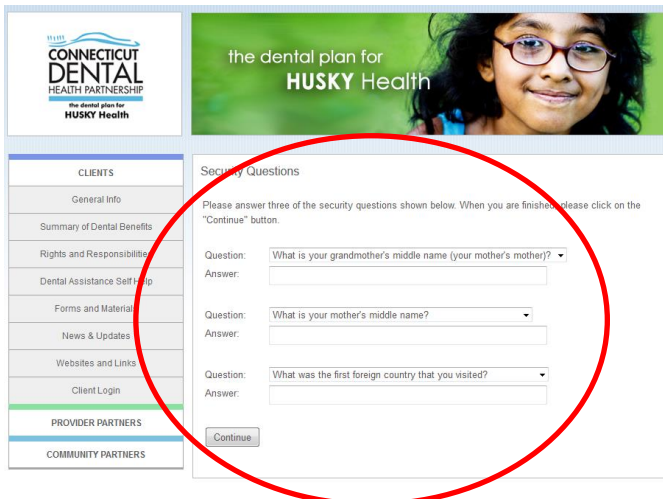 CONNECTICUT
DENTAL
HEALTH PARTNERSHIP
the dental plan for
HUSKY Health
the dental plan for
HUSKY Health
CLIENTS
General Info
Summary of Dental Benefits
Rights and Responsibilities
Dental Assistance Self Help
Forms and Materials
News & Updates
Websites and Links
Client Login
PROVIDER PARTNERS
COMMUNITY PARTNERS
Security Questions
Please answer three of the security questions shown below. When you are finished, please click on the
"Continue" button.
Question: What is your grandmother's middle name (your mother's mother)?
Answer:
Question: What is your mother's middle name?
Answer:
Question: What was the first foreign country that you visited?
Answer:
Continue